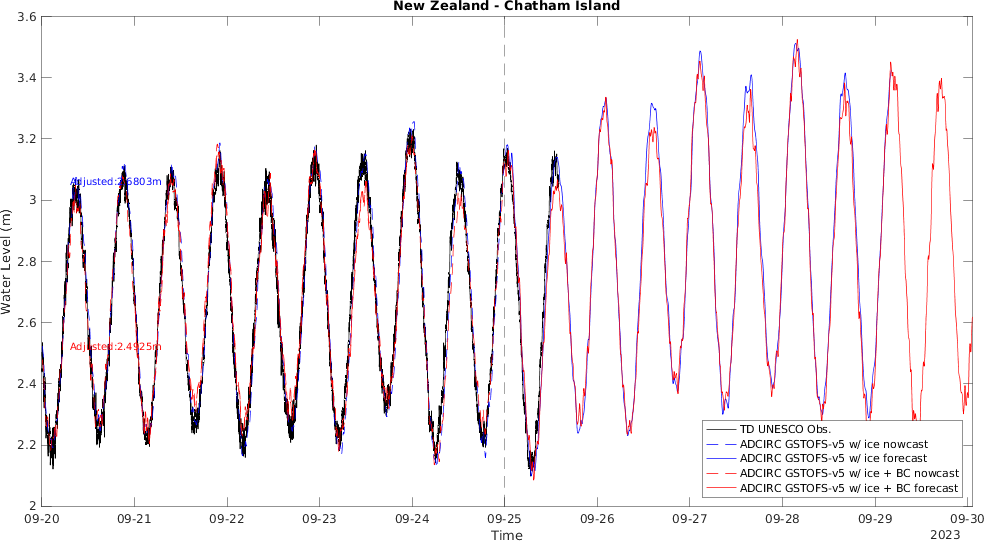 New Zealand - Chatham Island
Water Level (m)
3.6
3.4
3.2
3
2.8
2.6
2.4
2.2
2
Adjusted:2.6803m
Adjusted:2.4925m
TD UNESCO Obs.
ADCIRC GSTOFS-v5 w/ ice nowcast
ADCIRC GSTOFS-v5 w/ ice forecast
ADCIRC GSTOFS-v5 w/ ice + BC nowcast
ADCIRC GSTOFS-v5 w/ ice + BC forecast
09-20 09-21 09-22 09-23 09-24 09-25 09-26 09-27 09-28 09-29 09-30
Time
2023